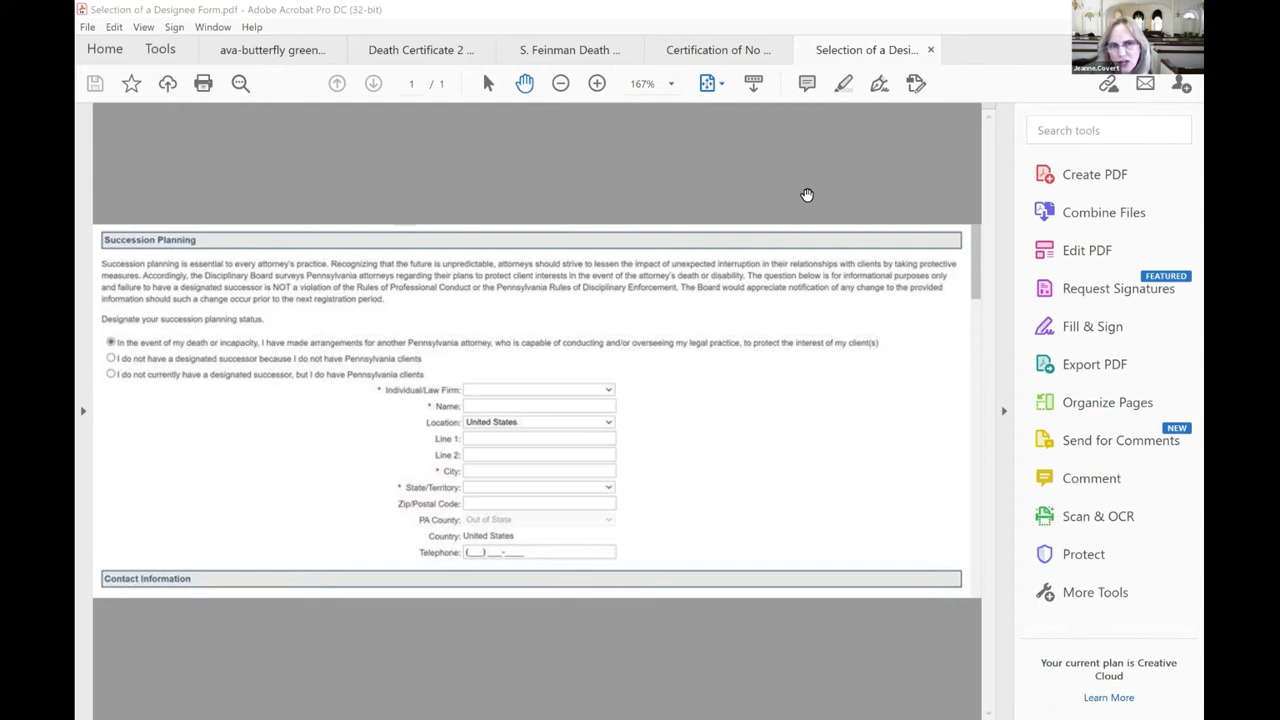 Selection of a Designee Form.pdf - Adobe Acrobat Pro DC (32-bit)
File Edit View Sign Window Help
Home Tools ava-butterfly green... Death Certificate 2 ... S. Feinman Death ... Certification of No ... Selection of a Desi... ×
Jeanne.Covert
1 / 1 167%
Search tools
Create PDF
Combine Files
Edit PDF
FEATURED
Request Signatures
Fill & Sign
Export PDF
Organize Pages
NEW
Send for Comments
Comment
Scan & OCR
Protect
More Tools
Your current plan is Creative
Cloud
Learn More
Succession Planning
Succession planning is essential to every attorney's practice. Recognizing that the future is unpredictable, attorneys should strive to lessen the impact of unexpected interruption in their relationships with clients by taking protective
measures. Accordingly, the Disciplinary Board surveys Pennsylvania attorneys regarding their plans to protect client interests in the event of the attorney's death or disability. The question below is for informational purposes only
and failure to have a designated successor is NOT a violation of the Rules of Professional Conduct or the Pennsylvania Rules of Disciplinary Enforcement. The Board would appreciate notification of any change to the provided
information should such a change occur prior to the next registration period.
Designate your succession planning status.
In the event of my death or incapacity, I have made arrangements for another Pennsylvania attorney, who is capable of conducting and/or overseeing my legal practice, to protect the interest of my client(s)
I do not have a designated successor because I do not have Pennsylvania clients
I do not currently have a designated successor, but I do have Pennsylvania clients
* Individual/Law Firm:
* Name:
Location: United States
Line 1:
Line 2:
* City:
* State/Territory:
Zip/Postal Code:
PA County: Out of State
Country: United States
Telephone: (___) ___-____
Contact Information